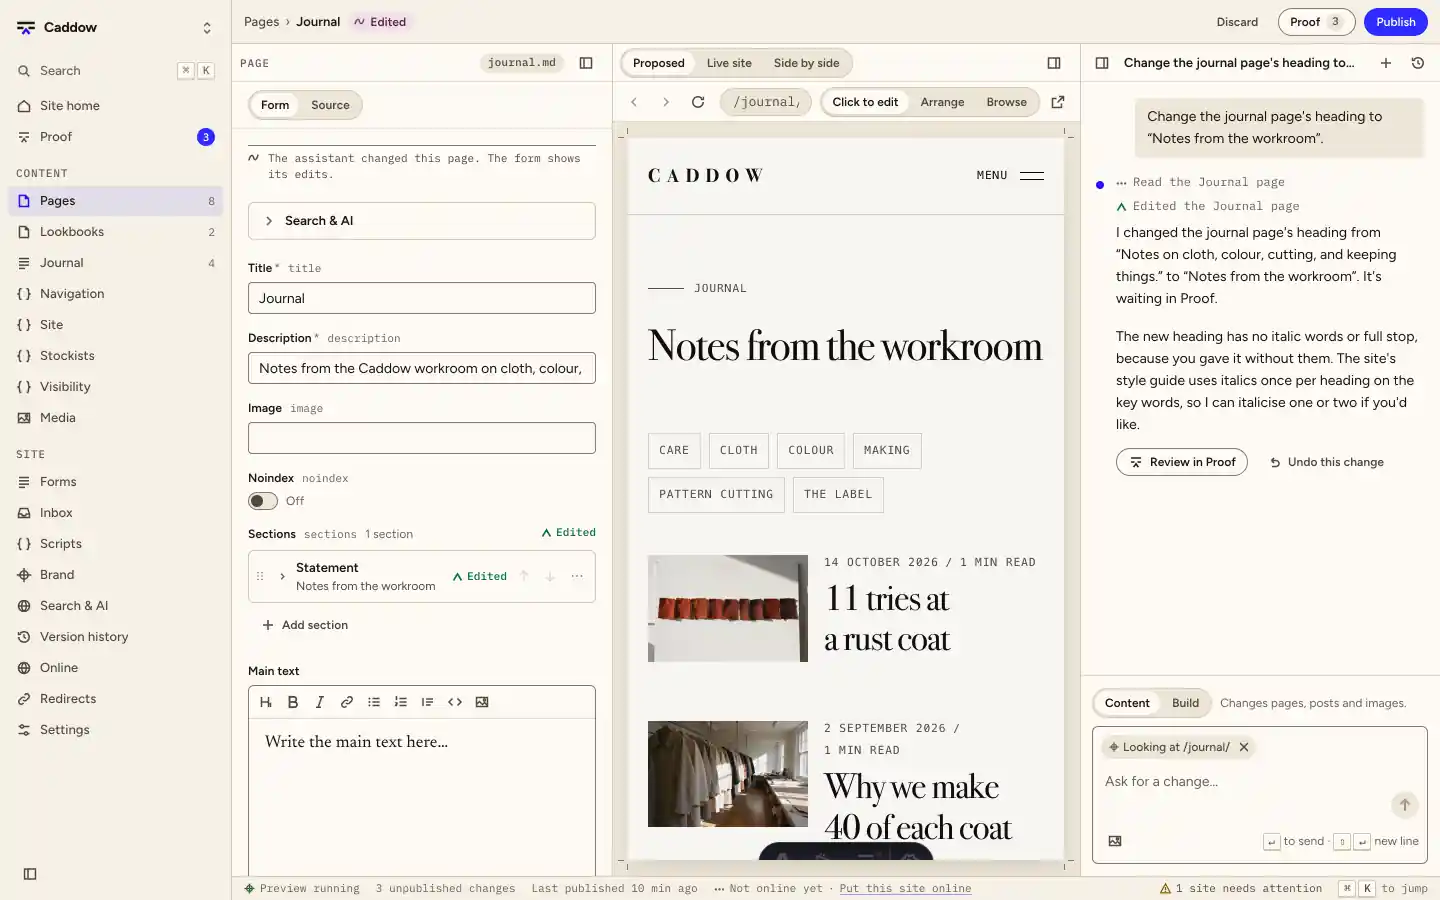 Caddow
Search ⌘ K
Site home
Proof 3
CONTENT
Pages 8
Lookbooks 2
Journal 4
Navigation
Site
Stockists
Visibility
Media
SITE
Forms
Inbox
Scripts
Brand
Search & AI
Version history
Online
Redirects
Settings
Pages › Journal Edited
Discard Proof 3 Publish
PAGE journal.md
Form Source
The assistant changed this page. The form shows
its edits.
Search & AI
Title* title
Journal
Description* description
Notes from the Caddow workroom on cloth, colour,
Image image
Noindex noindex
Off
Sections sections 1 section Edited
Statement
Notes from the workroom
Edited
Add section
Main text
H B I
Write the main text here...
Proposed Live site Side by side
/journal/ Click to edit Arrange Browse
CADDOW MENU
JOURNAL
Notes from the workroom
CARE CLOTH COLOUR MAKING
PATTERN CUTTING THE LABEL
14 OCTOBER 2026 / 1 MIN READ
11 tries at
a rust coat
2 SEPTEMBER 2026 /
1 MIN READ
Why we make
40 of each coat
Change the journal page's heading to...
Change the journal page's heading to
“Notes from the workroom”.
Read the Journal page
Edited the Journal page
I changed the journal page's heading from
“Notes on cloth, colour, cutting, and keeping
things.” to “Notes from the workroom”. It's
waiting in Proof.
The new heading has no italic words or full stop,
because you gave it without them. The site's
style guide uses italics once per heading on the
key words, so I can italicise one or two if you'd
like.
Review in Proof Undo this change
Content Build Changes pages, posts and images.
Looking at /journal/
Ask for a change...
↵ to send · ⇧ ↵ new line
Preview running 3 unpublished changes Last published 10 min ago Not online yet · Put this site online
1 site needs attention ⌘ K to jump